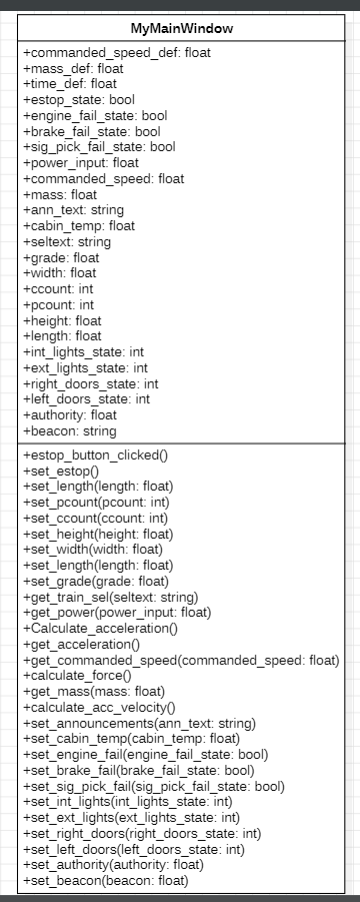 MyMainWindow
+commanded_speed_def: float
+mass_def: float
+time_def: float
+estop_state: bool
+engine_fail_state: bool
+brake_fail_state: bool
+sig_pick_fail_state: bool
+power_input: float
+commanded_speed: float
+mass: float
+ann_text: string
+cabin_temp: float
+seltext: string
+grade: float
+width: float
+ccount: int
+pcount: int
+height: float
+length: float
+int_lights_state: int
+ext_lights_state: int
+right_doors_state: int
+left_doors_state: int
+authority: float
+beacon: string
+estop_button_clicked()
+set_estop()
+set_length(length: float)
+set_pcount(pcount: int)
+set_ccount(ccount: int)
+set_height(height: float)
+set_width(width: float)
+set_length(length: float)
+set_grade(grade: float)
+get_train_sel(seltext: string)
+get_power(power_input: float)
+Calculate_acceleration()
+get_acceleration()
+get_commanded_speed(commanded_speed: float)
+calculate_force()
+get_mass(mass: float)
+calculate_acc_velocity()
+set_announcements(ann_text: string)
+set_cabin_temp(cabin_temp: float)
+set_engine_fail(engine_fail_state: bool)
+set_brake_fail(brake_fail_state: bool)
+set_sig_pick_fail(sig_pick_fail_state: bool)
+set_int_lights(int_lights_state: int)
+set_ext_lights(ext_lights_state: int)
+set_right_doors(right_doors_state: int)
+set_left_doors(left_doors_state: int)
+set_authority(authority: float)
+set_beacon(beacon: float)